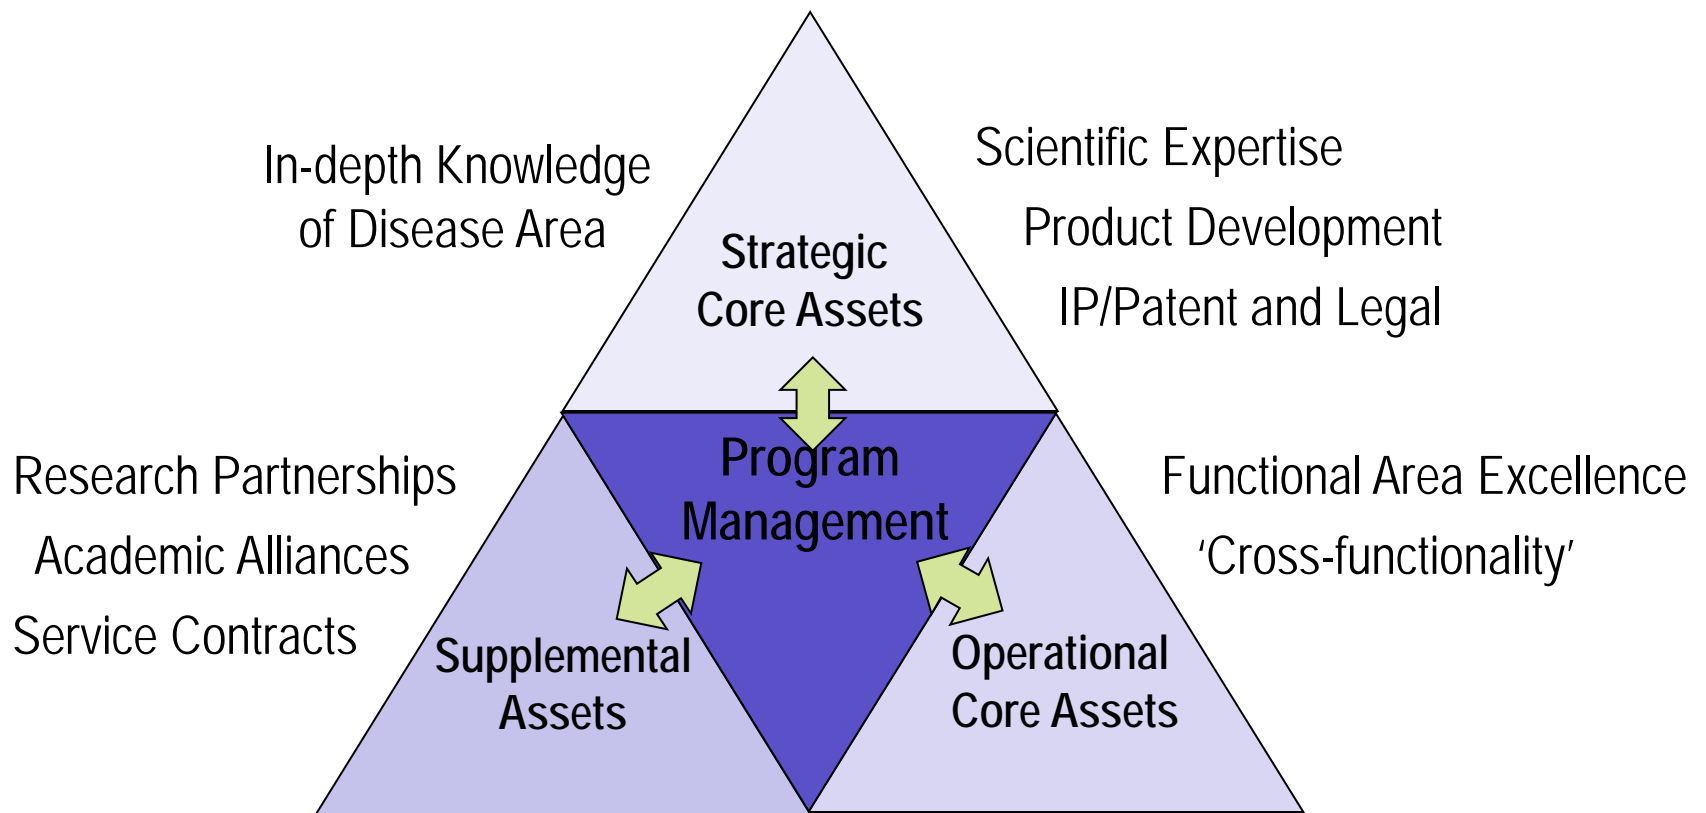 In-depth Knowledge
of Disease Area
Scientific Expertise
Product Development
IP/Patent and Legal
Strategic
Core Assets
Program
Management
Research Partnerships
Academic Alliances
Service Contracts
Functional Area Excellence
‘Cross-functionality’
Supplemental
Assets
Operational
Core Assets